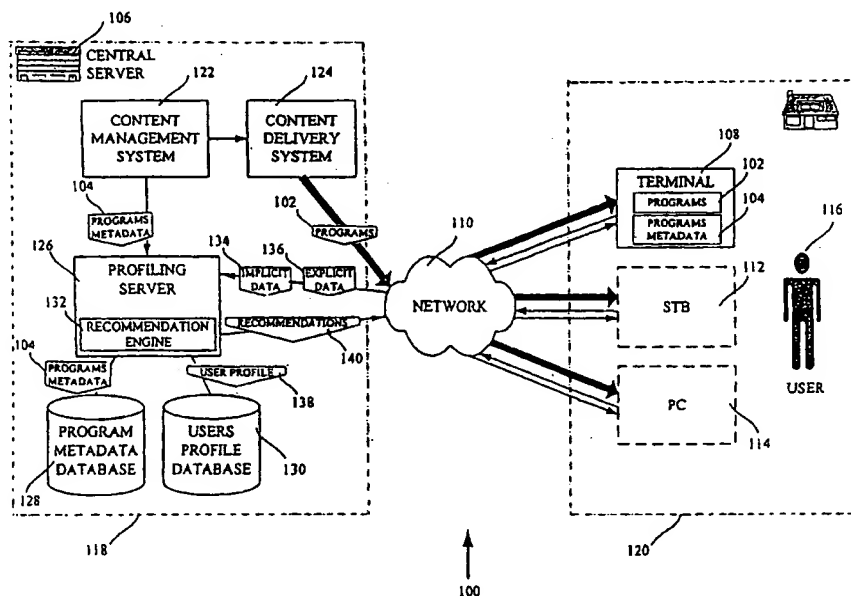 106
CENTRAL
SERVER
122
124
CONTENT
MANAGEMENT
SYSTEM
CONTENT
DELIVERY
SYSTEM
104
PROGRAMS
METADATA
102
PROGRAMS
126
134
136
IMPLICIT
DATA
EXPLICIT
DATA
PROFILING
SERVER
132
RECOMMENDATION
ENGINE
RECOMMENDATIONS
140
104
PROGRAMS
METADATA
USER PROFILE
138
PROGRAM
METADATA
DATABASE
128
USERS
PROFILE
DATABASE
130
118
110
NETWORK
108
TERMINAL
102
PROGRAMS
104
PROGRAMS
METADATA
116
112
STB
USER
PC
114
120
100